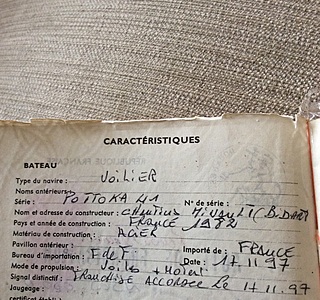 CARACTÉRISTIQUES
BATEAU
Type du navire : VOILIER
Noms antérieurs :
Série : POTTOKA 41 N° de série :
Nom et adresse du constructeur : CHANTIER
Pays et année de construction : FRANCE 1982
Matériau de construction : ACIER
Pavillon antérieur : Importé de : FRANCE
Bureau d'importation : F de F Date : 17 11 97
Mode de propulsion : Voiles + Moteur
Signal distinctif : FRANCHISE ACCORDEE LE 17.11.97
Jaugeage :